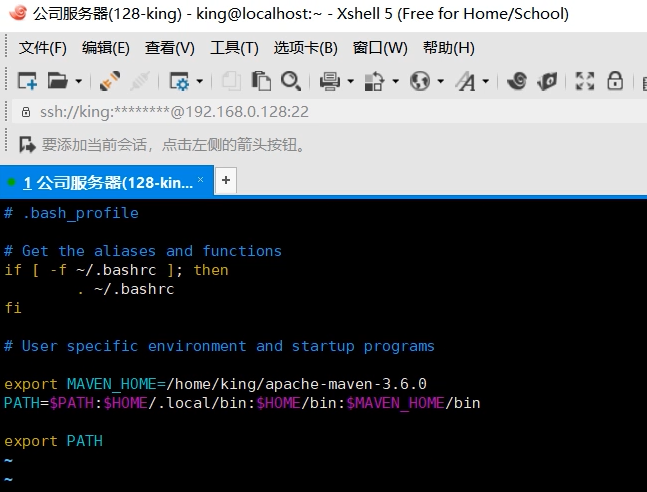 公司服务器(128-king) - king@localhost:~ - Xshell 5 (Free for Home/School)
文件(F) 编辑(E) 查看(V) 工具(T) 选项卡(B) 窗口(W) 帮助(H)
ssh://king:********@192.168.0.128:22
要添加当前会话，点击左侧的箭头按钮。
1 公司服务器(128-kin... × +
# .bash_profile
# Get the aliases and functions
if [ -f ~/.bashrc ]; then
        . ~/.bashrc
fi
# User specific environment and startup programs
export MAVEN_HOME=/home/king/apache-maven-3.6.0
PATH=$PATH:$HOME/.local/bin:$HOME/bin:$MAVEN_HOME/bin
export PATH
~
~